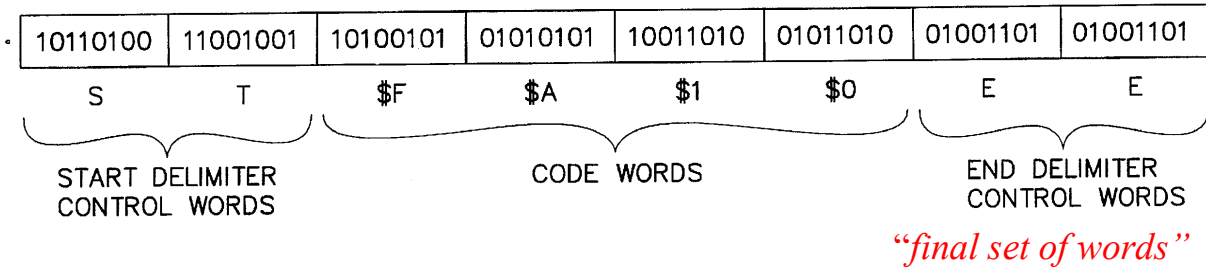 10110100 11001001 10100101 01010101 10011010 01011010 01001101 01001101
S T $F $A $1 $0 E E
START DELIMITER CONTROL WORDS
CODE WORDS
END DELIMITER CONTROL WORDS
“final set of words”